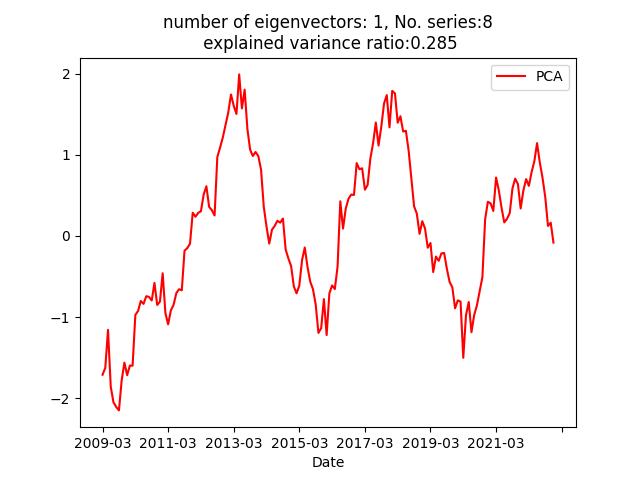 number of eigenvectors: 1, No. series:8
explained variance ratio:0.285
PCA
2
1
0
−1
−2
2009-03 2011-03 2013-03 2015-03 2017-03 2019-03 2021-03
Date